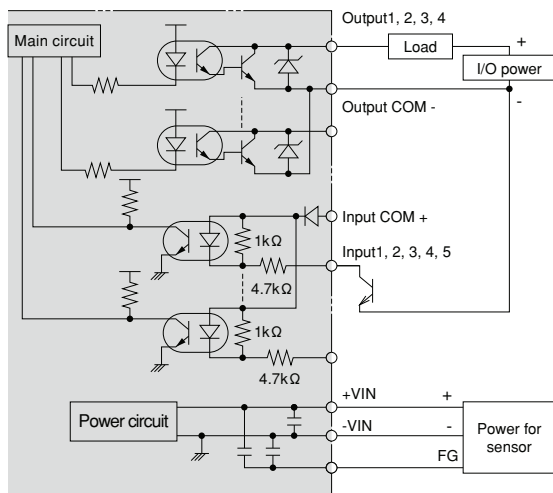 Output1, 2, 3, 4
Main circuit
Load
+
I/O power
Output COM -
-
Input COM +
1kΩ
Input1, 2, 3, 4, 5
4.7kΩ
1kΩ
4.7kΩ
+VIN
+
Power circuit
-VIN
-
Power for
sensor
FG